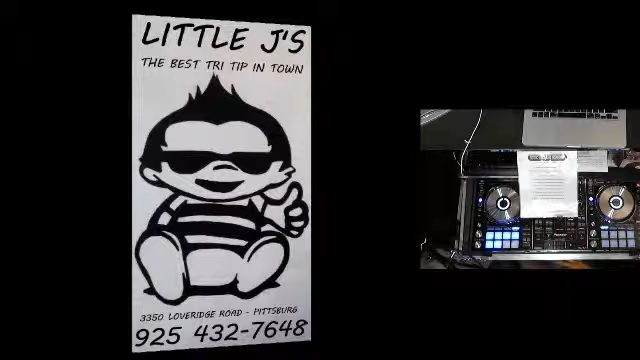 LITTLE J'S
THE BEST TRI TIP IN TOWN
3350 LOVERIDGE ROAD - PITTSBURG
925 432-7648